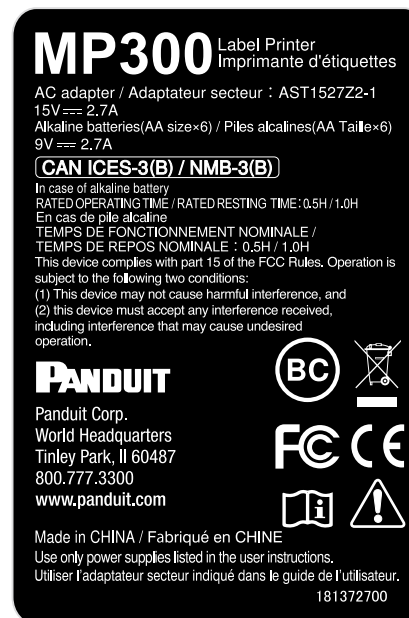 MP300 Label Printer
Imprimante d'étiquettes
AC adapter / Adaptateur secteur : AST1527Z2-1
15V⎓ 2.7A
Alkaline batteries(AA size×6) / Piles alcalines(AA Taille×6)
9V⎓ 2.7A
CAN ICES-3(B) / NMB-3(B)
In case of alkaline battery
RATED OPERATING TIME / RATED RESTING TIME : 0.5H / 1.0H
En cas de pile alcaline
TEMPS DE FONCTIONNEMENT NOMINALE /
TEMPS DE REPOS NOMINALE : 0.5H / 1.0H
This device complies with part 15 of the FCC Rules. Operation is
subject to the following two conditions:
(1) This device may not cause harmful interference, and
(2) this device must accept any interference received,
including interference that may cause undesired
operation.
BC
PANDUIT
FC CE
Panduit Corp.
World Headquarters
Tinley Park, Il 60487
800.777.3300
www.panduit.com
i
Made in CHINA / Fabriqué en CHINE
Use only power supplies listed in the user instructions.
Utiliser l'adaptateur secteur indiqué dans le guide de l'utilisateur.
181372700